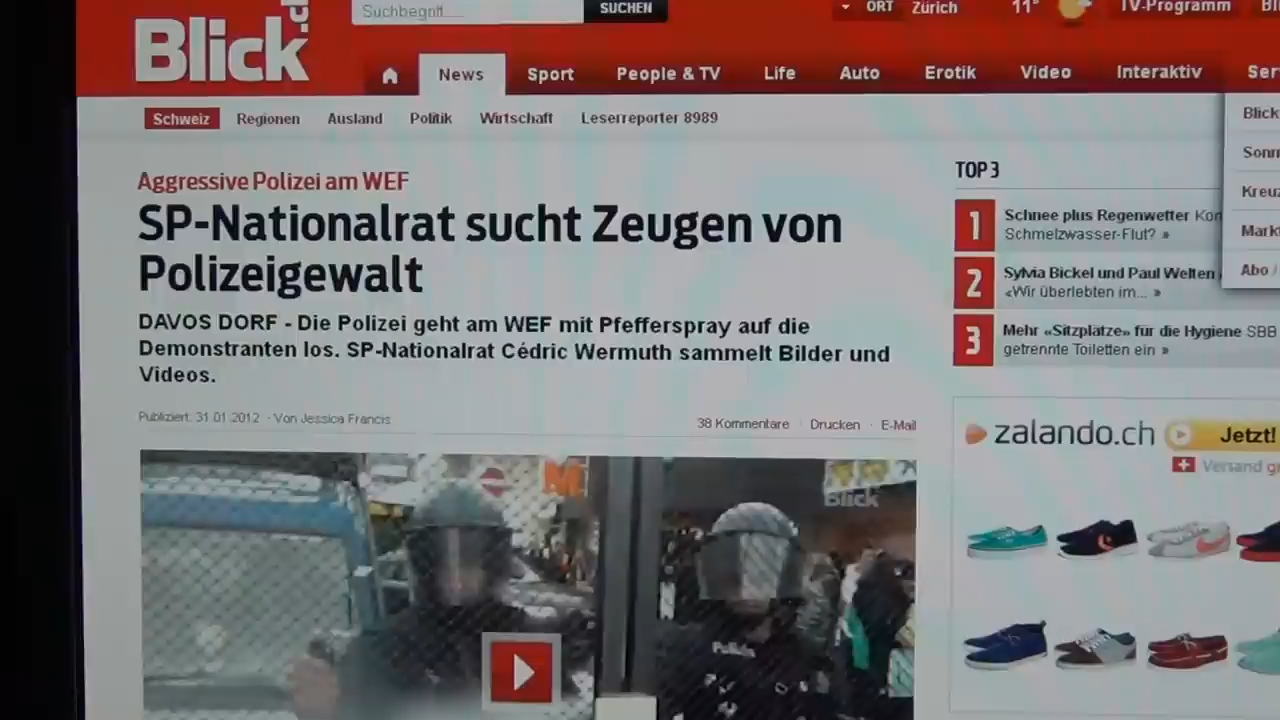 Blick.ch
Suchbegriff.....
SUCHEN
ORT Zürich 11°
TV-Programm
News Sport People & TV Life Auto Erotik Video Interaktiv
Schweiz Regionen Ausland Politik Wirtschaft Leserreporter 8989
Blick
Aggressive Polizei am WEF
SP-Nationalrat sucht Zeugen von
Polizeigewalt
DAVOS DORF - Die Polizei geht am WEF mit Pfefferspray auf die
Demonstranten los. SP-Nationalrat Cédric Wermuth sammelt Bilder und
Videos.
Publiziert: 31.01.2012 · Von Jessica Francis
38 Kommentare Drucken · E-Mail
M
Blick
Polizei
TOP 3
1 Schnee plus Regenwetter
Schmelzwasser-Flut? »
2 Sylvia Bickel und Paul Welten
«Wir überlebten im... »
3 Mehr «Sitzplätze» für die Hygiene SBB
getrennte Toiletten ein »
Abo /
zalando.ch Jetzt!
Versand